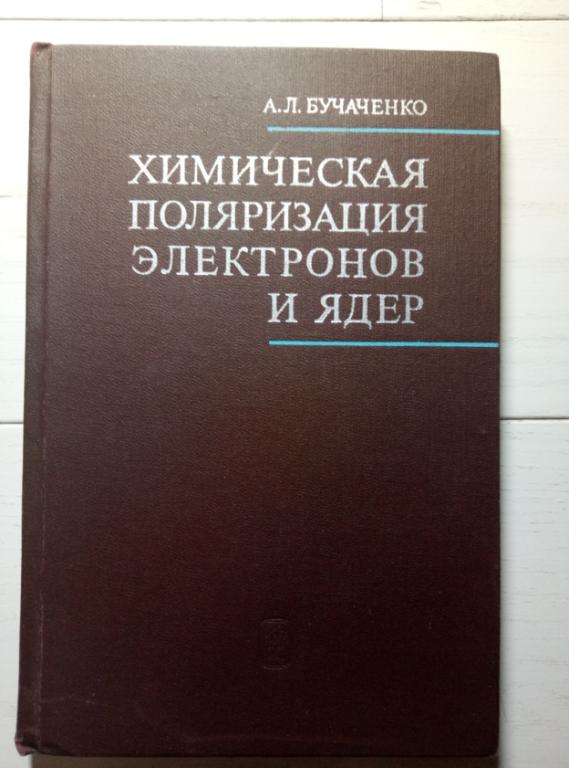 А.Л. БУЧАЧЕНКО
ХИМИЧЕСКАЯ
ПОЛЯРИЗАЦИЯ
ЭЛЕКТРОНОВ
И ЯДЕР